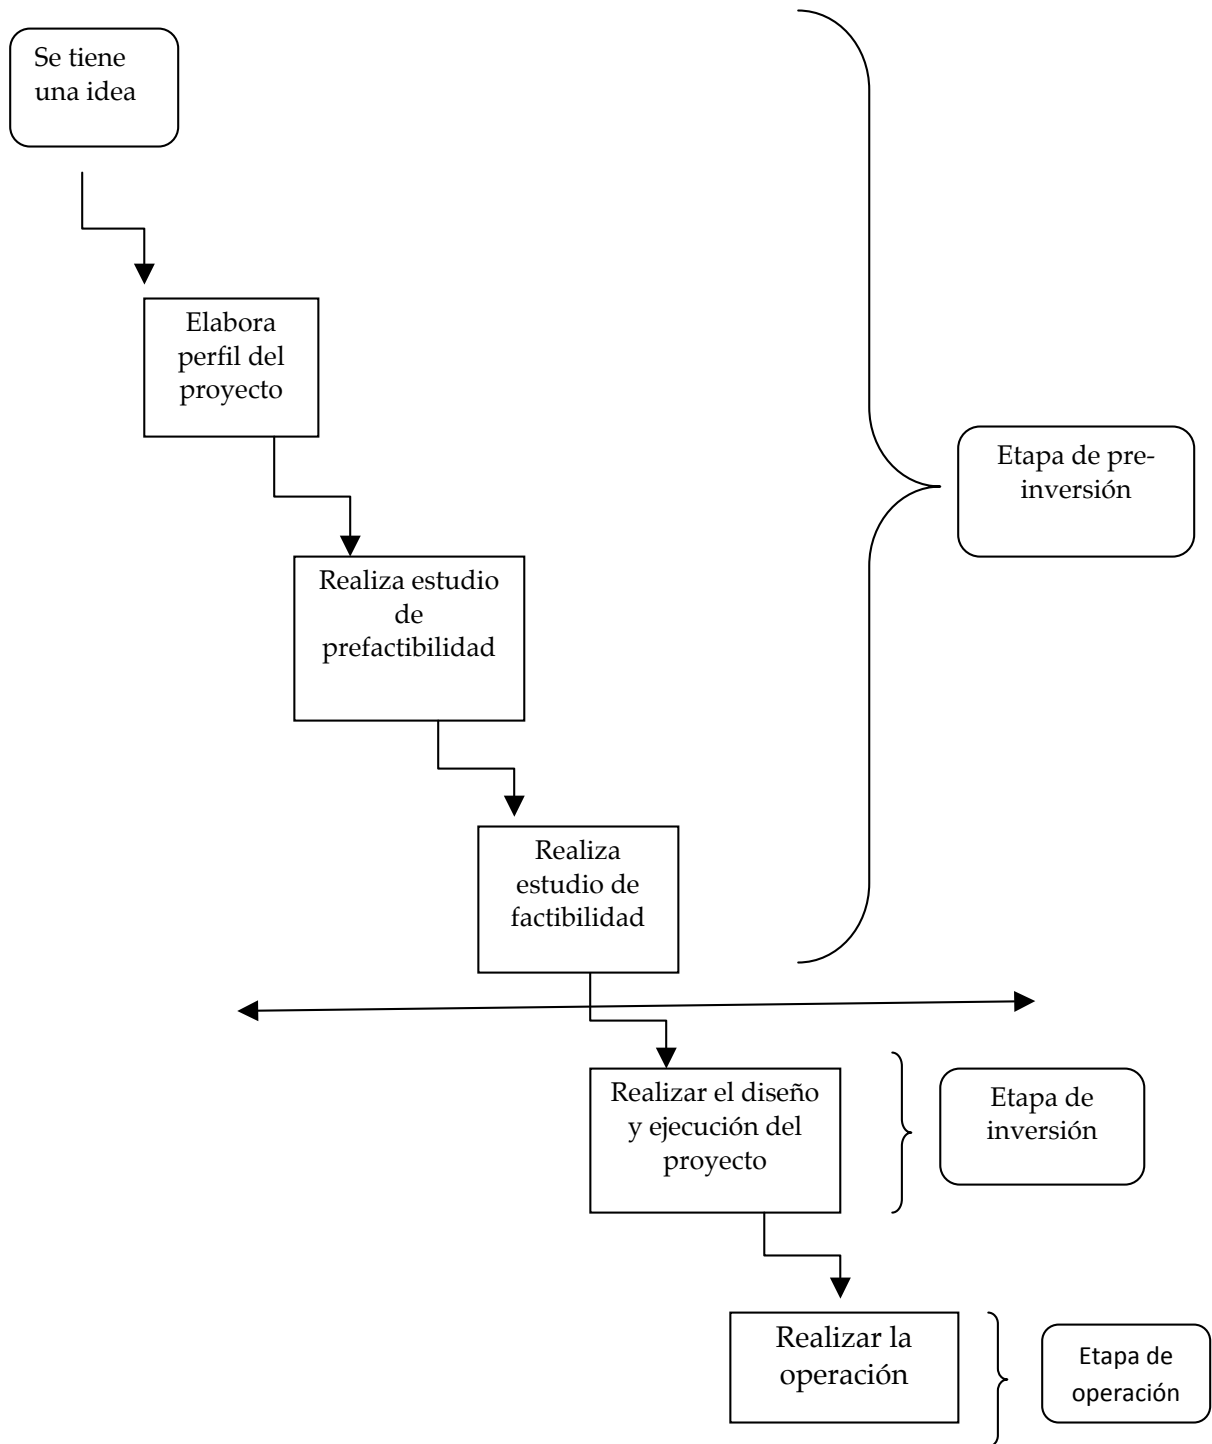 Se tiene
una idea
Elabora
perfil del
proyecto
Etapa de pre-
inversión
Realiza estudio
de
prefactibilidad
Realiza
estudio de
factibilidad
Realizar el diseño
y ejecución del
proyecto
Etapa de
inversión
Realizar la
operación
Etapa de
operación